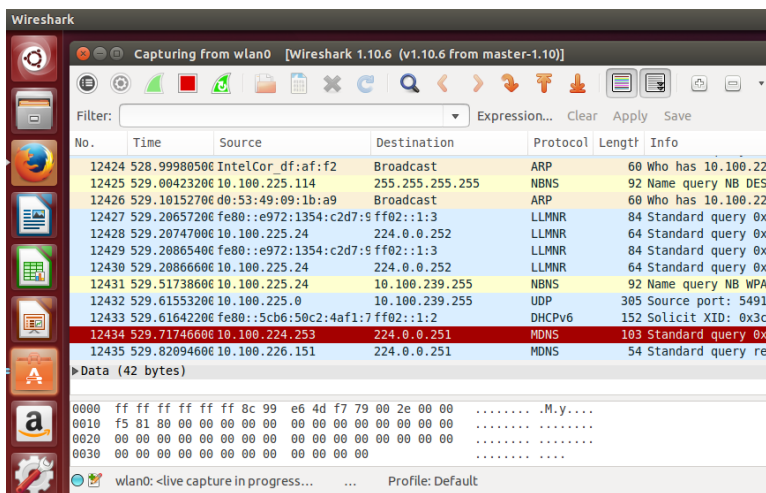 Wireshark
Capturing from wlan0 [Wireshark 1.10.6 (v1.10.6 from master-1.10)]
Filter: Expression... Clear Apply Save
No. Time Source Destination Protocol Length Info
12424 528.99980500 IntelCor_df:af:f2 Broadcast ARP 60 Who has 10.100.22
12425 529.00423200 10.100.225.114 255.255.255.255 NBNS 92 Name query NB DES
12426 529.10152700 d0:53:49:09:1b:a9 Broadcast ARP 60 Who has 10.100.22
12427 529.20657200 fe80::e972:1354:c2d7:9 ff02::1:3 LLMNR 84 Standard query 0x
12428 529.20747000 10.100.225.24 224.0.0.252 LLMNR 64 Standard query 0x
12429 529.20865400 fe80::e972:1354:c2d7:9 ff02::1:3 LLMNR 84 Standard query 0x
12430 529.20866600 10.100.225.24 224.0.0.252 LLMNR 64 Standard query 0x
12431 529.51738600 10.100.225.24 10.100.239.255 NBNS 92 Name query NB WPA
12432 529.61553200 10.100.225.0 10.100.239.255 UDP 305 Source port: 5491
12433 529.61642200 fe80::5cb6:50c2:4af1:7 ff02::1:2 DHCPv6 152 Solicit XID: 0x3c
12434 529.71746600 10.100.224.253 224.0.0.251 MDNS 103 Standard query 0x
12435 529.82094600 10.100.226.151 224.0.0.251 MDNS 54 Standard query re
Data (42 bytes)
0000 ff ff ff ff ff ff 8c 99 e6 4d f7 79 00 2e 00 00 ........ .M.y....
0010 f5 81 80 00 00 00 00 00 00 00 00 00 00 00 00 00 ........ ........
0020 00 00 00 00 00 00 00 00 00 00 00 00 00 00 00 00 ........ ........
0030 00 00 00 00 00 00 00 00 00 00 00 00 ........ ....
wlan0: <live capture in progress... ... Profile: Default